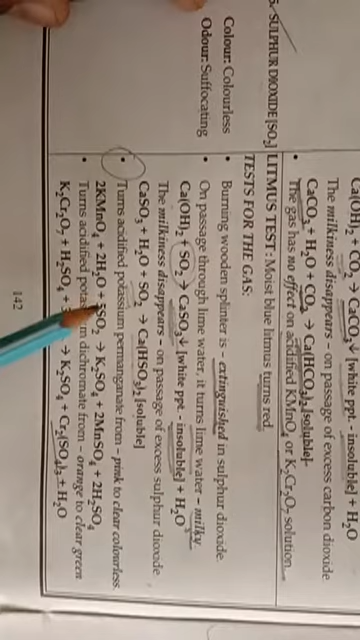 Ca(OH)₂ + CO₂ → CaCO₃↓ [white ppt. - insoluble] + H₂O
The milkiness disappears - on passage of excess carbon dioxide
CaCO₃ + H₂O + CO₂ → Ca(HCO₃)₂ [soluble].
• The gas has no effect on acidified KMnO₄ or K₂Cr₂O₇ solution.
5. SULPHUR DIOXIDE [SO₂]
Colour: Colourless
Odour: Suffocating
LITMUS TEST : Moist blue litmus turns red.
TESTS FOR THE GAS:
• Burning wooden splinter is - extinguished in sulphur dioxide.
• On passage through lime water, it turns lime water - milky
Ca(OH)₂ + SO₂ → CaSO₃↓ [white ppt. - insoluble] + H₂O
The milkiness disappears - on passage of excess sulphur dioxide
CaSO₃ + H₂O + SO₂ → Ca(HSO₃)₂ [soluble]
• Turns acidified potassium permanganate from - pink to clear colourless.
2KMnO₄ + 2H₂O + 5SO₂ → K₂SO₄ + 2MnSO₄ + 2H₂SO₄
• Turns acidified dichromate from - orange to clear green
K₂Cr₂O₇ + H₂SO₄ + → K₂SO₄ + Cr₂(SO₄)₃ + H₂O
142